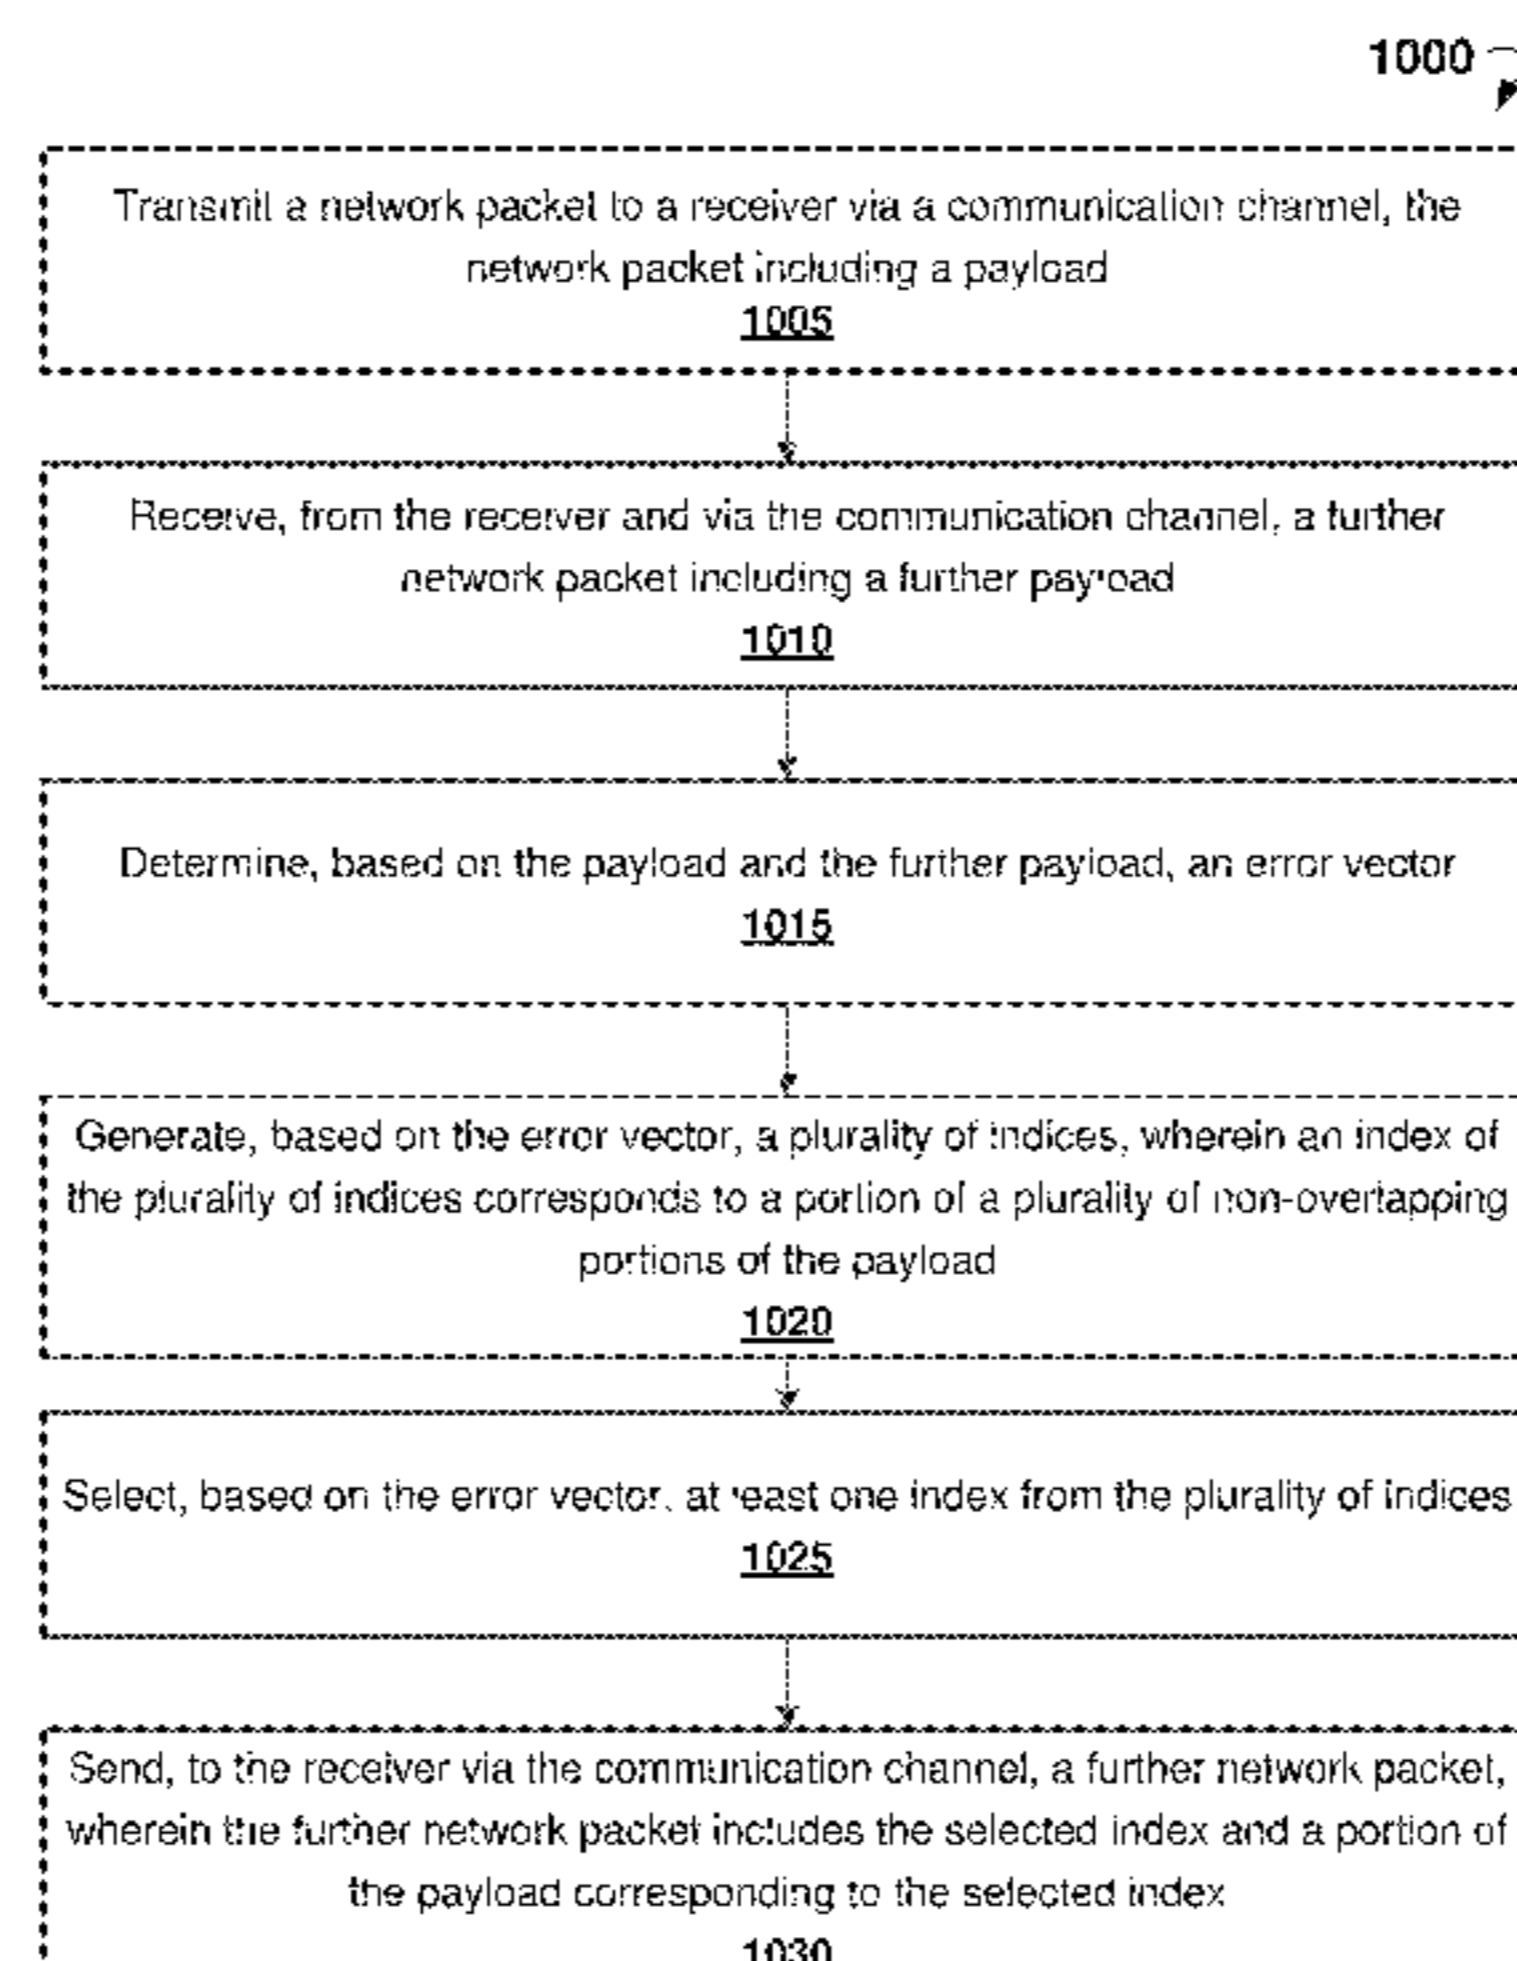 1000
Transmit a network packet to a receiver via a communication channel, the
network packet including a payload
1005
Receive, from the receiver and via the communication channel, a further
network packet including a further payload
1010
Determine, based on the payload and the further payload, an error vector
1015
Generate, based on the error vector, a plurality of indices, wherein an index of
the plurality of indices corresponds to a portion of a plurality of non-overlapping
portions of the payload
1020
Select, based on the error vector, at least one index from the plurality of indices
1025
Send, to the receiver via the communication channel, a further network packet,
wherein the further network packet includes the selected index and a portion of
the payload corresponding to the selected index
1030